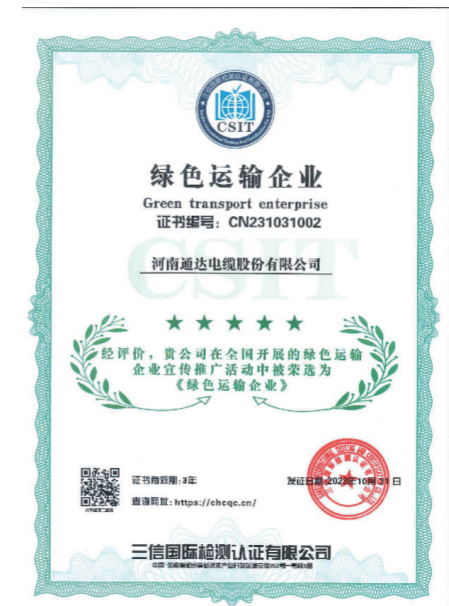 CSIT
绿色运输企业
Green transport enterprise
证书编号：CN231031002
河南通达电缆股份有限公司
经评价，贵公司在全国开展的绿色运输
企业宣传推广活动中被荣选为
《绿色运输企业》
证书有效期：3年
发证日期：2023年10月31日
查询网址：https://chcqc.cn/
三信国际检测认证有限公司